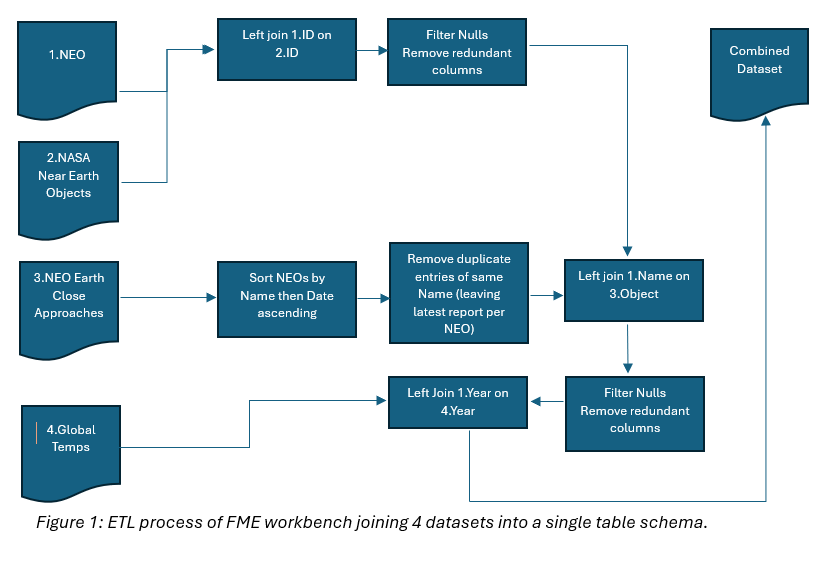 1.NEO
Left join 1.ID on
2.ID
Filter Nulls
Remove redundant
columns
Combined
Dataset
2.NASA
Near Earth
Objects
3.NEO Earth
Close
Approaches
Sort NEOs by
Name then Date
ascending
Remove duplicate
entries of same
Name (leaving
latest report per
NEO)
Left join 1.Name on
3.Object
4.Global
Temps
Left Join 1.Year on
4.Year
Filter Nulls
Remove redundant
columns
Figure 1: ETL process of FME workbench joining 4 datasets into a single table schema.